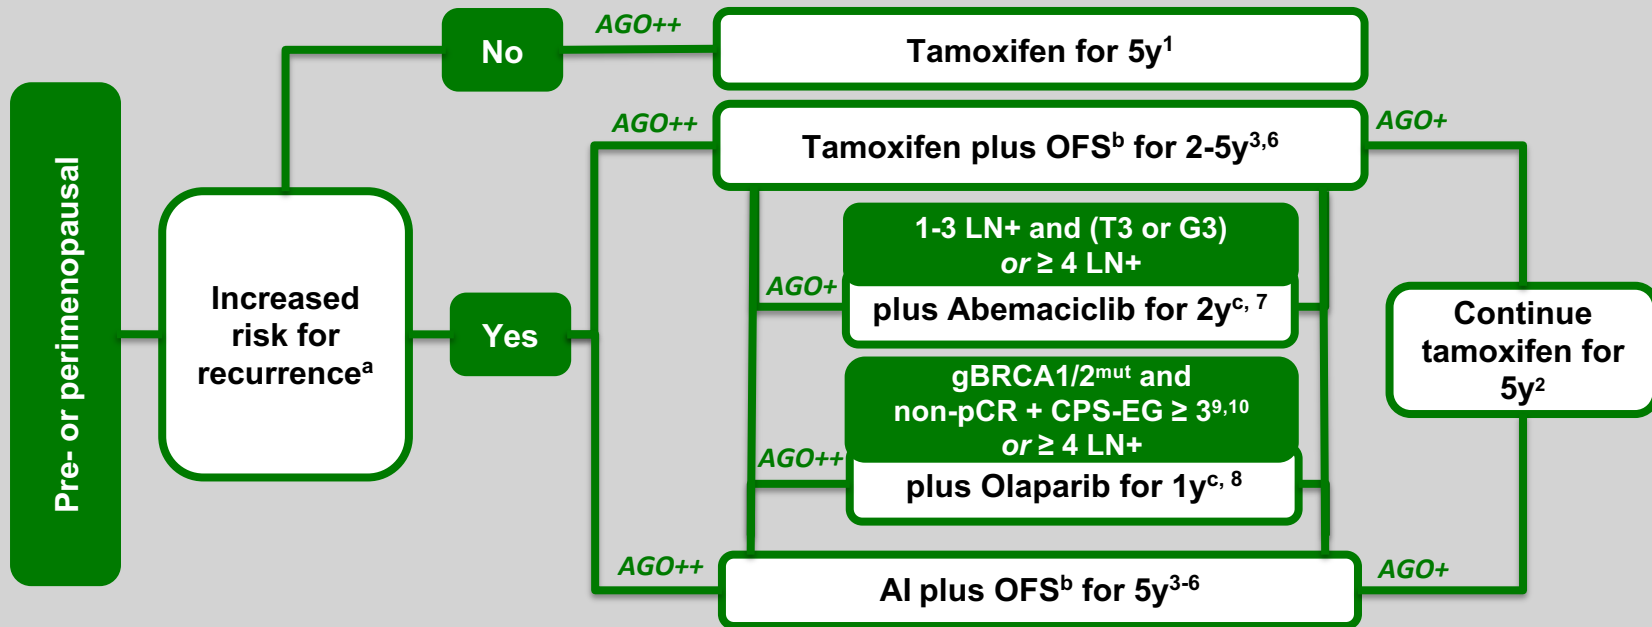 Pre- or perimenopausal
Increased
risk for
recurrenceᵃ
No
AGO++
Tamoxifen for 5y¹
Yes
AGO++
Tamoxifen plus OFSᵇ for 2-5y³,⁶
AGO+
1-3 LN+ and (T3 or G3)
or ≥ 4 LN+
AGO+
plus Abemaciclib for 2yᶜ, ⁷
gBRCA1/2ᵐᵘᵗ and
non-pCR + CPS-EG ≥ 3⁹,¹⁰
or ≥ 4 LN+
AGO++
plus Olaparib for 1yᶜ, ⁸
AGO++
AI plus OFSᵇ for 5y³⁻⁶
AGO+
Continue
tamoxifen for
5y²